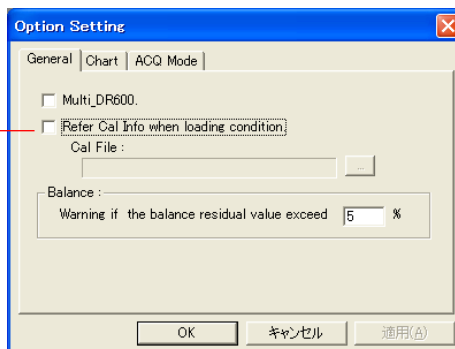 Option Setting
General Chart ACQ Mode
Multi_DR600.
Refer Cal Info when loading condition.
Cal File :
...
Balance :
Warning if the balance residual value exceed 5 %
OK キャンセル 適用(A)